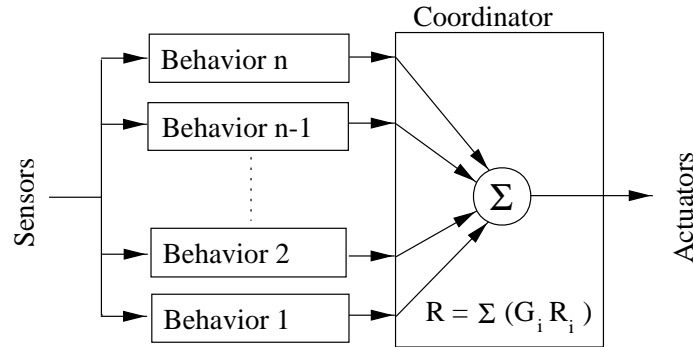 Coordinator
Behavior n
Behavior n-1
Sensors
Σ
Actuators
Behavior 2
Behavior 1
R = Σ (G_i R_i)